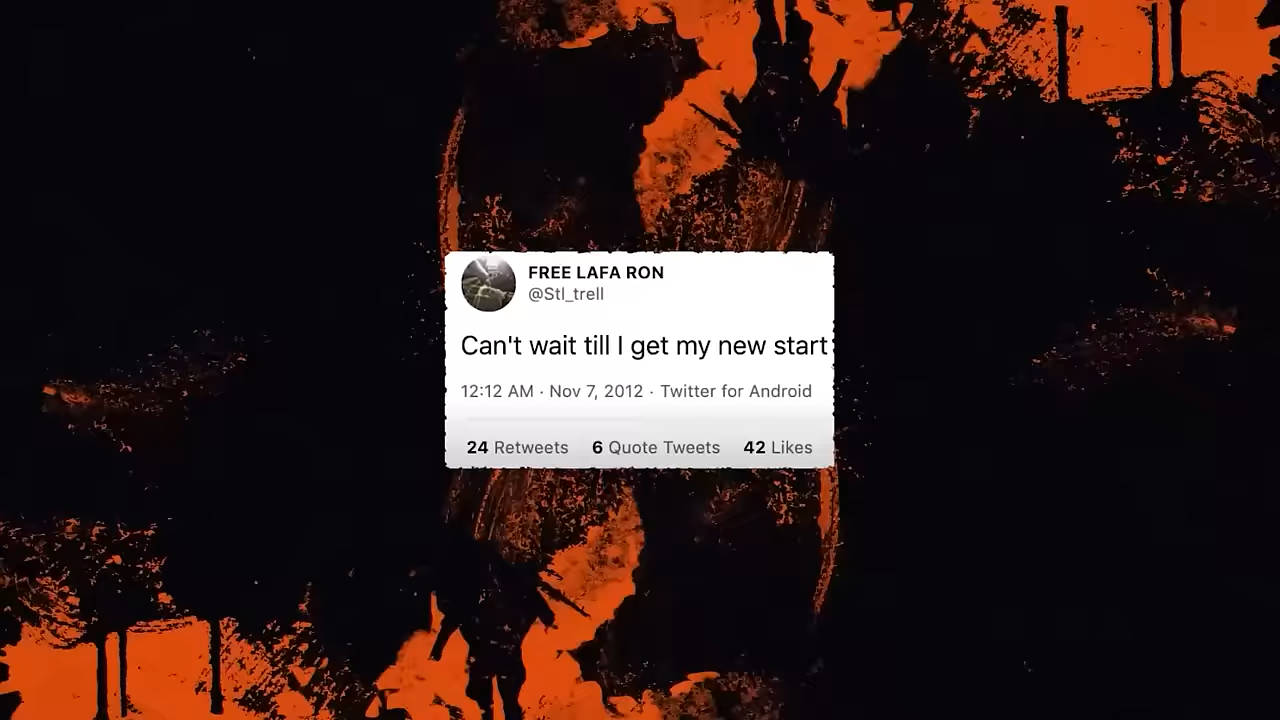 FREE LAFA RON
@Stl_trell
Can't wait till I get my new start
12:12 AM · Nov 7, 2012 · Twitter for Android
24 Retweets 6 Quote Tweets 42 Likes